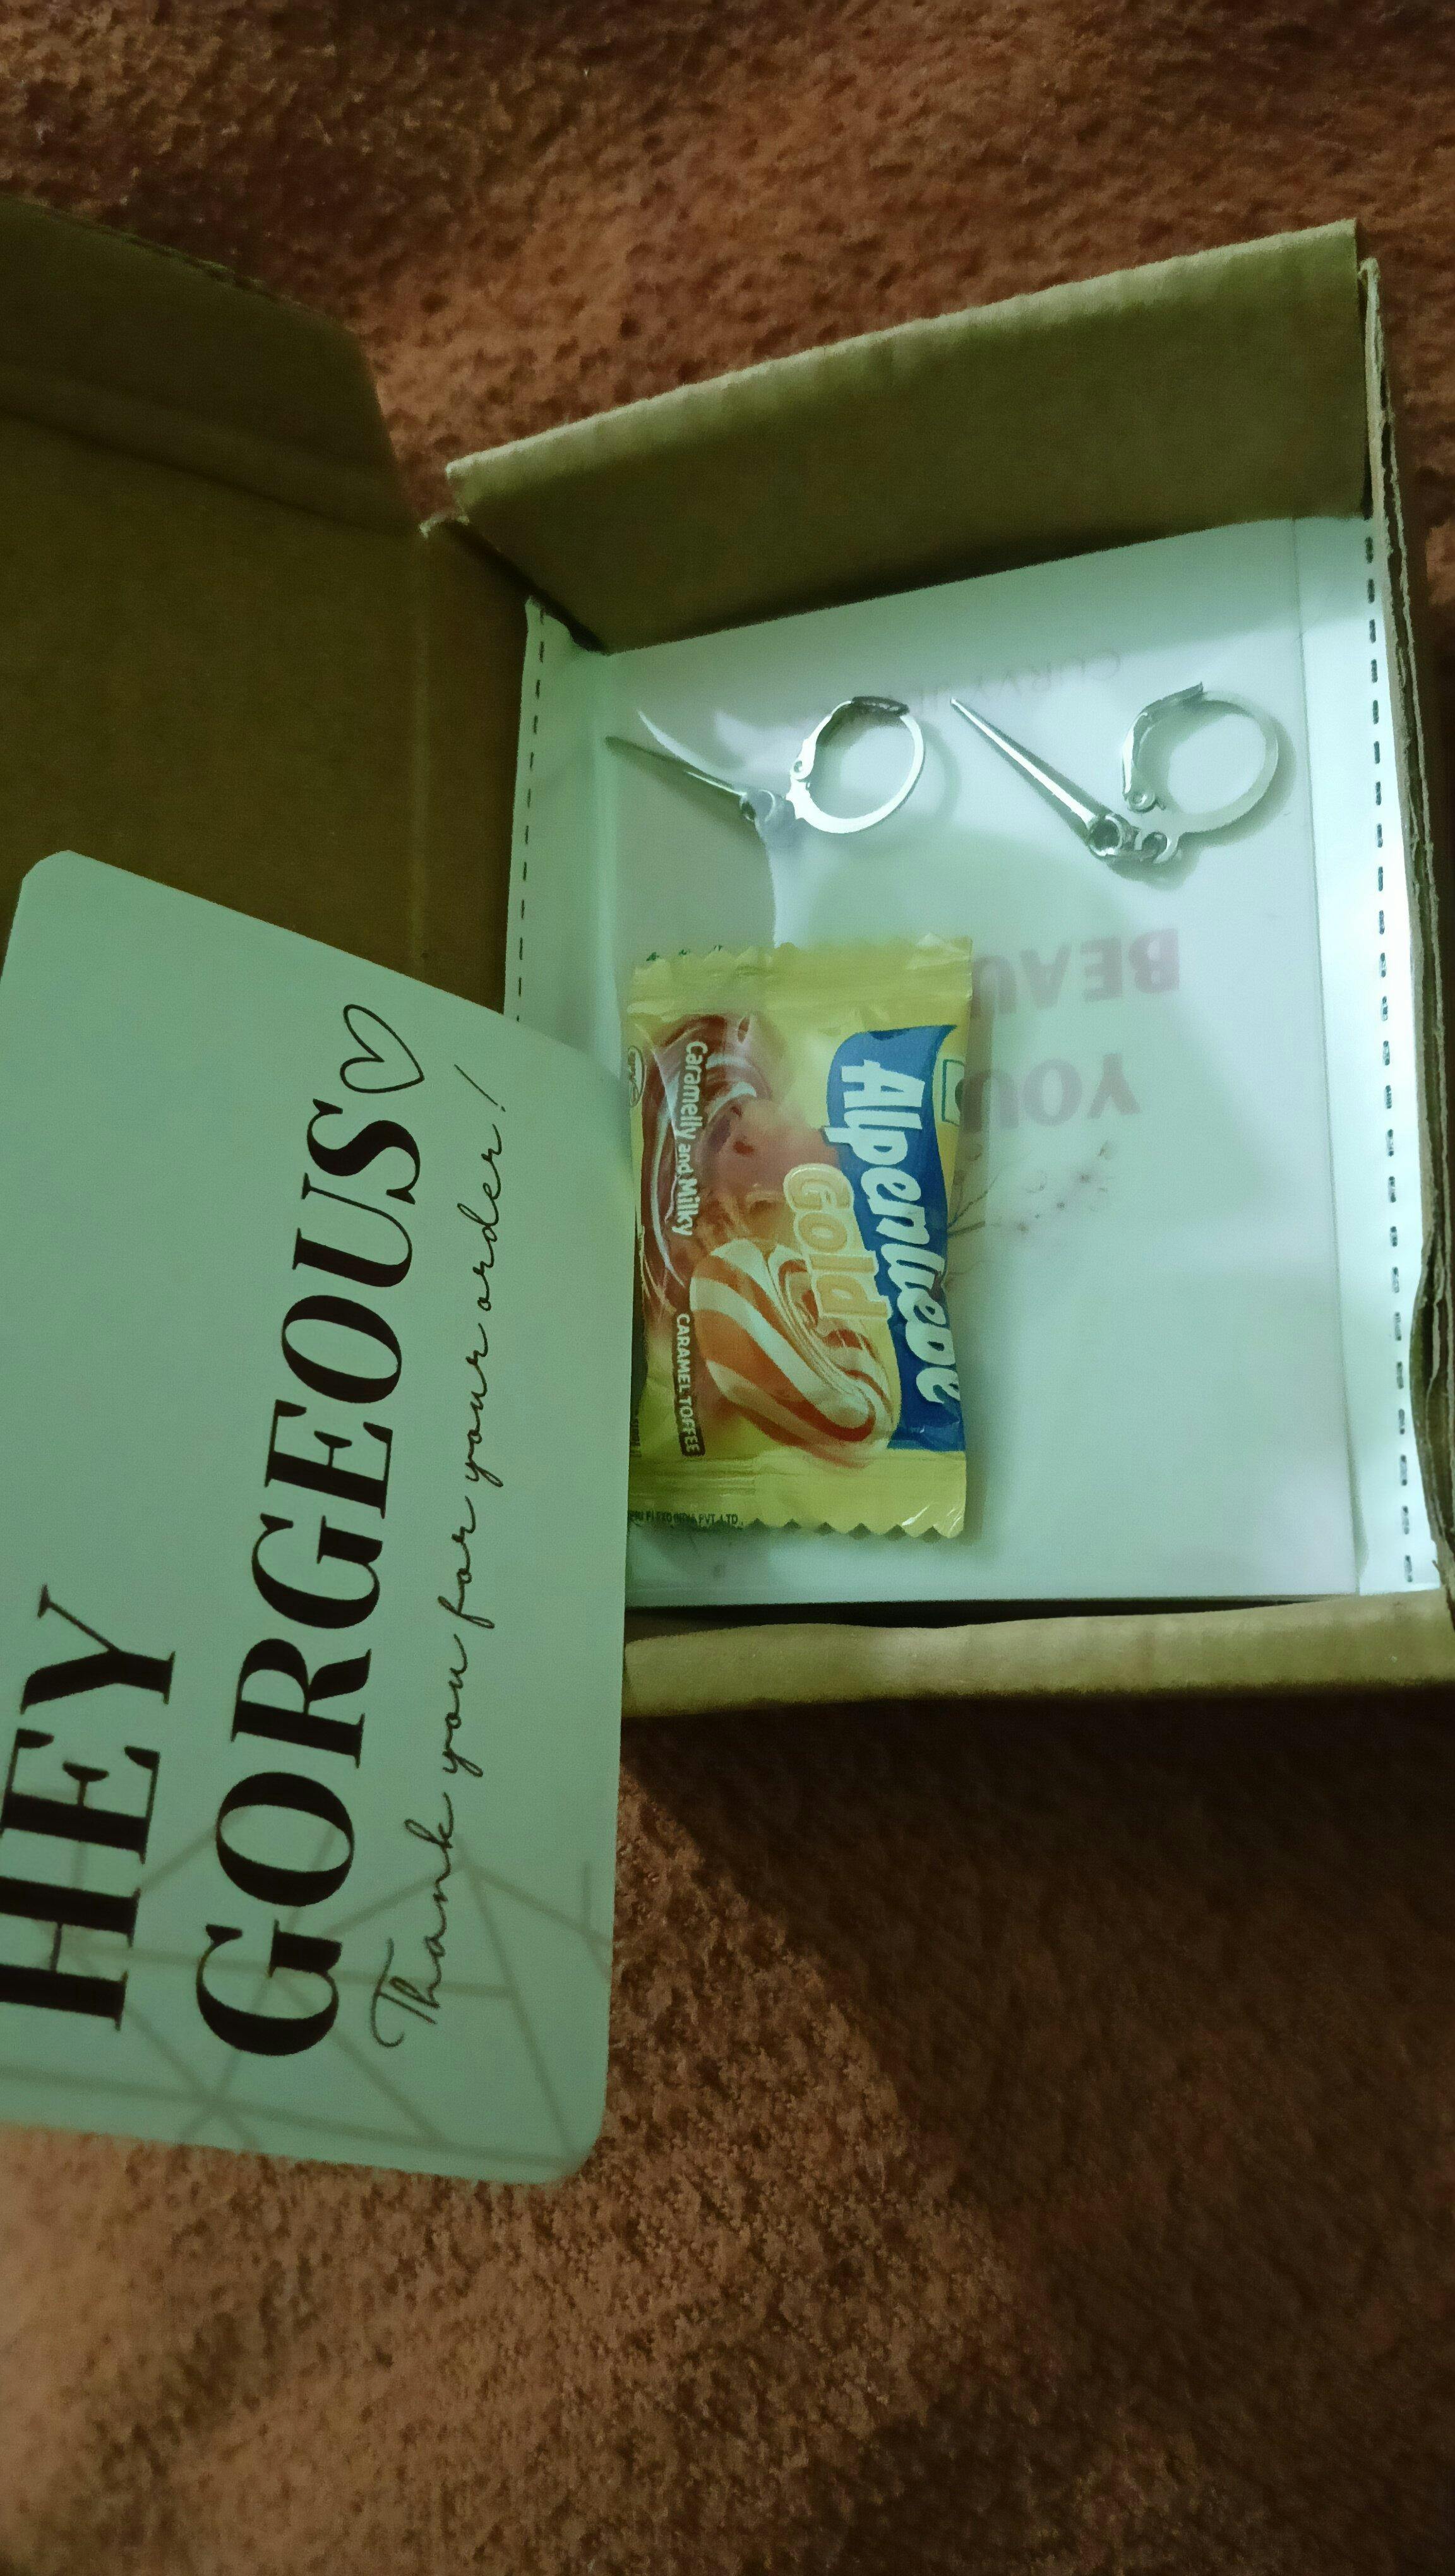 HEY
GORGEOUS
Thank you for your order!
Alpenliebe
Gold
Caramelly and Milky
CARAMEL TOFFEE
YOU
BEAU